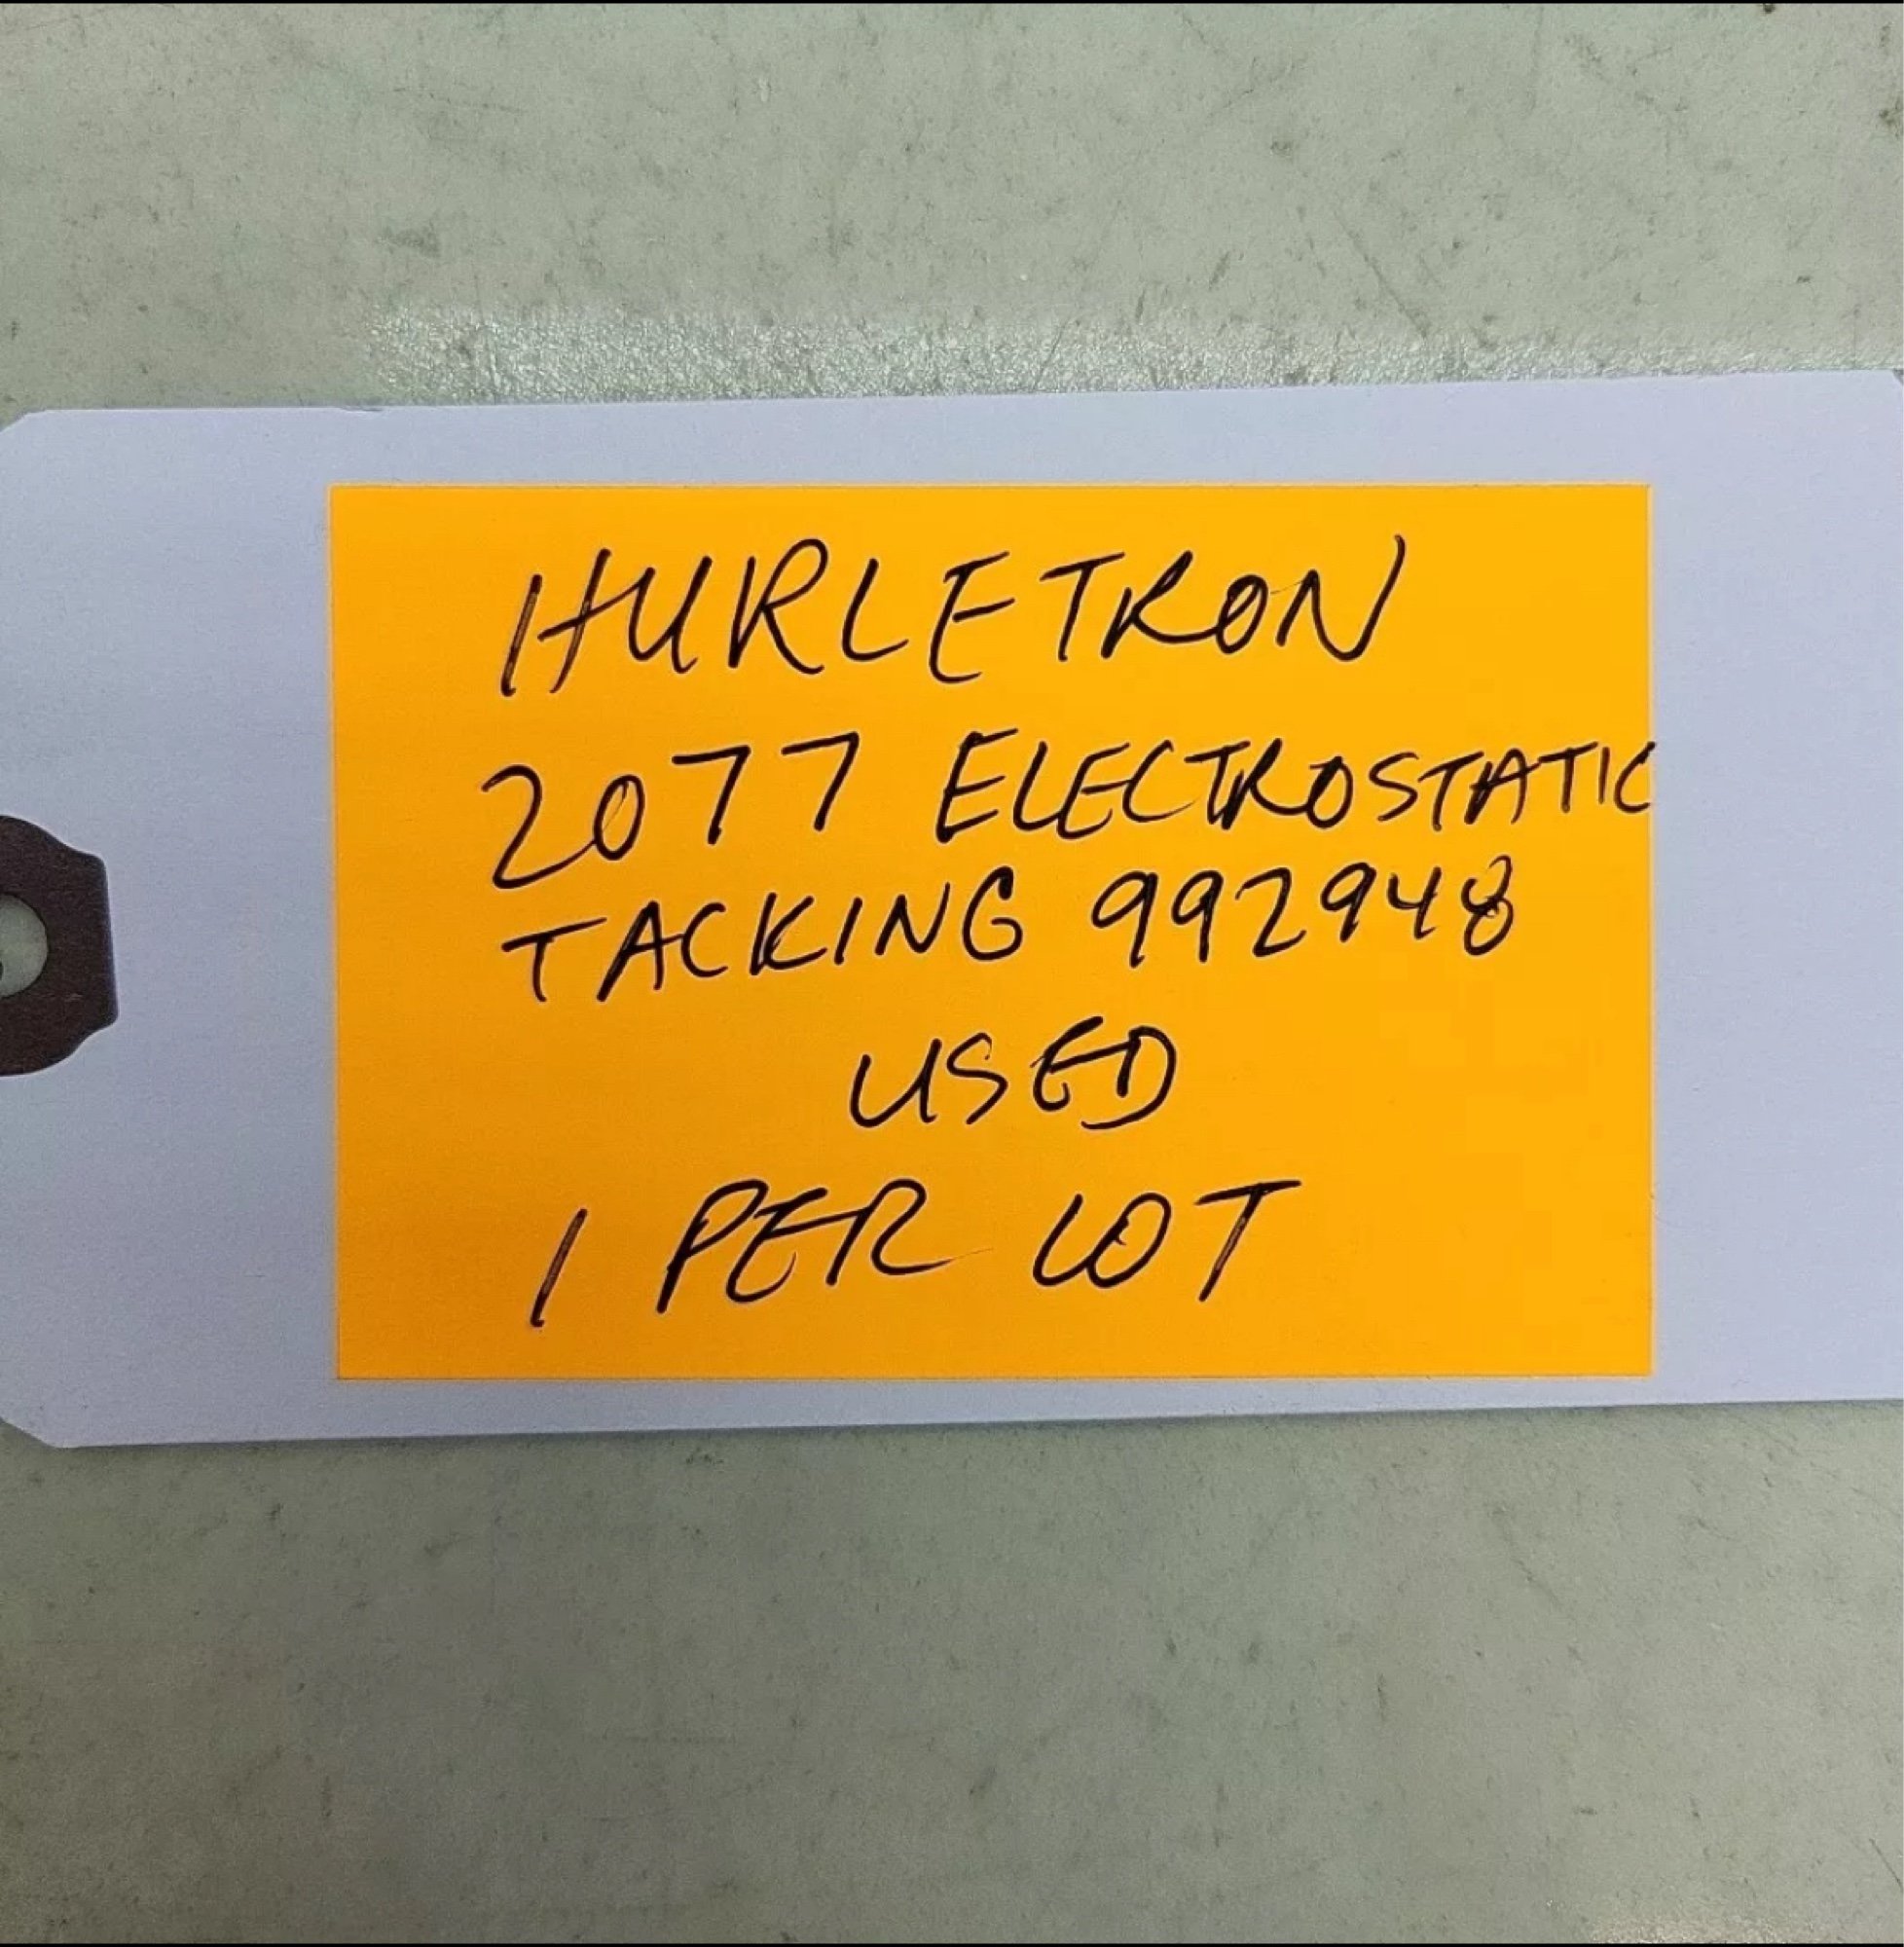 HURLETRON
2077 ELECTROSTATIC
TACKING 992948
USED
1 PER LOT